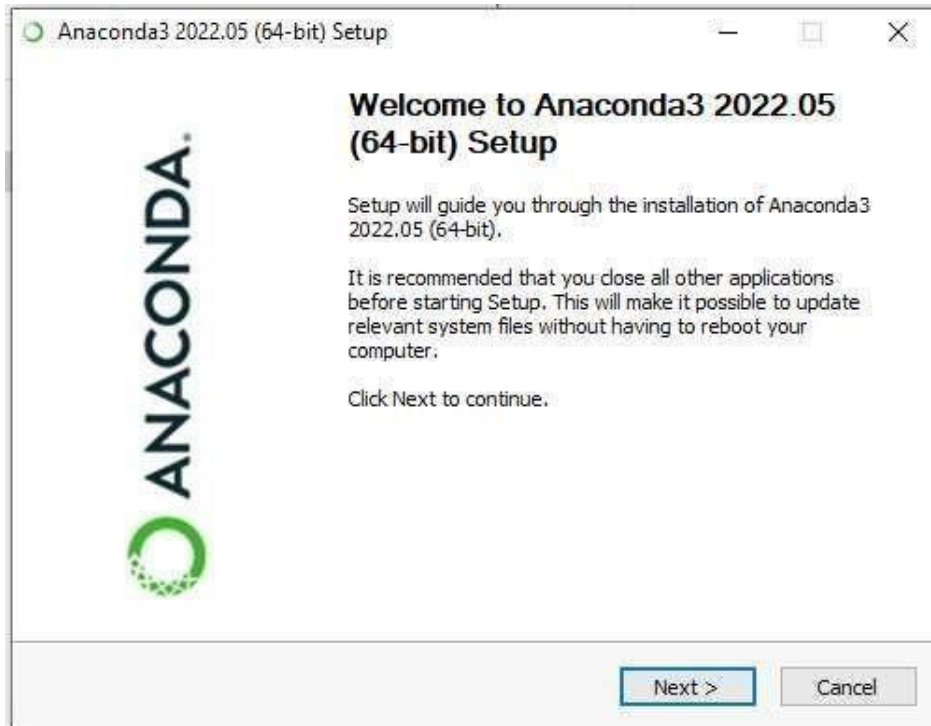 Anaconda3 2022.05 (64-bit) Setup
Welcome to Anaconda3 2022.05
(64-bit) Setup
Setup will guide you through the installation of Anaconda3
2022.05 (64-bit).
It is recommended that you close all other applications
before starting Setup. This will make it possible to update
relevant system files without having to reboot your
computer.
Click Next to continue.
ANACONDA.
Next >
Cancel